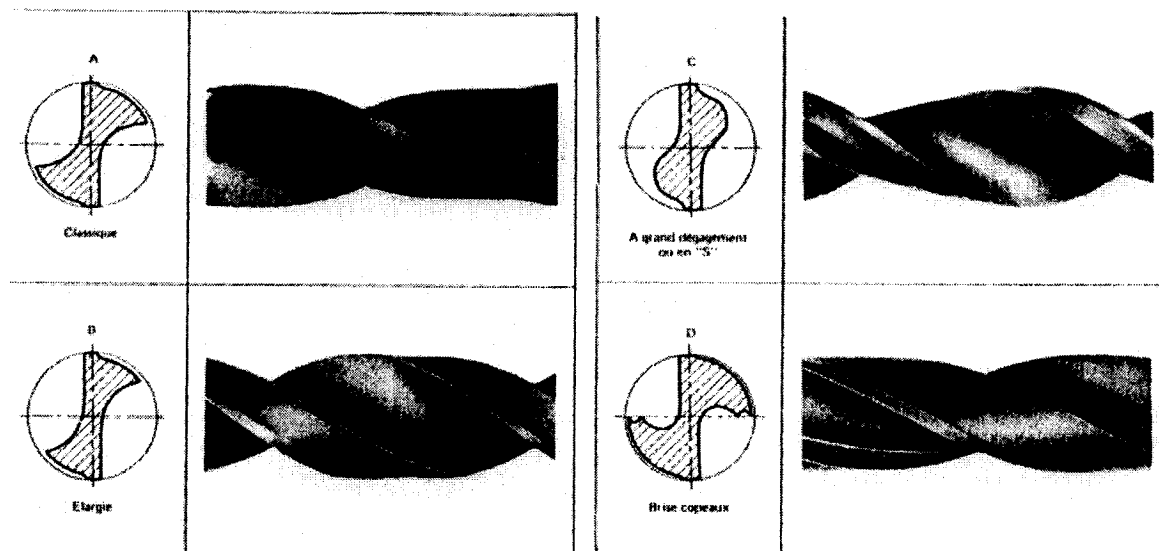 A
Classique
B
Elargie
C
A grand dégagement
ou en "S"
D
Brise copeaux